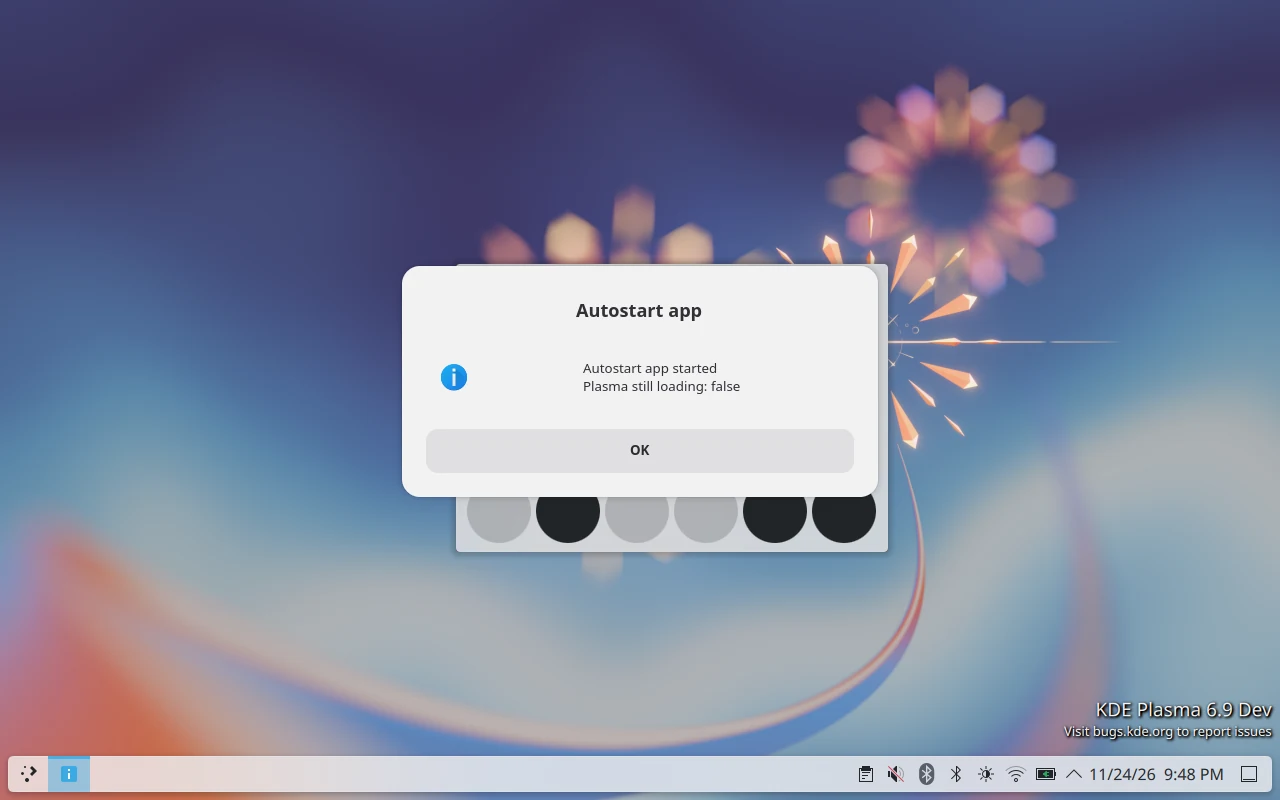 Autostart app
Autostart app started
Plasma still loading: false
OK
KDE Plasma 6.9 Dev
Visit bugs.kde.org to report issues
11/24/26 9:48 PM